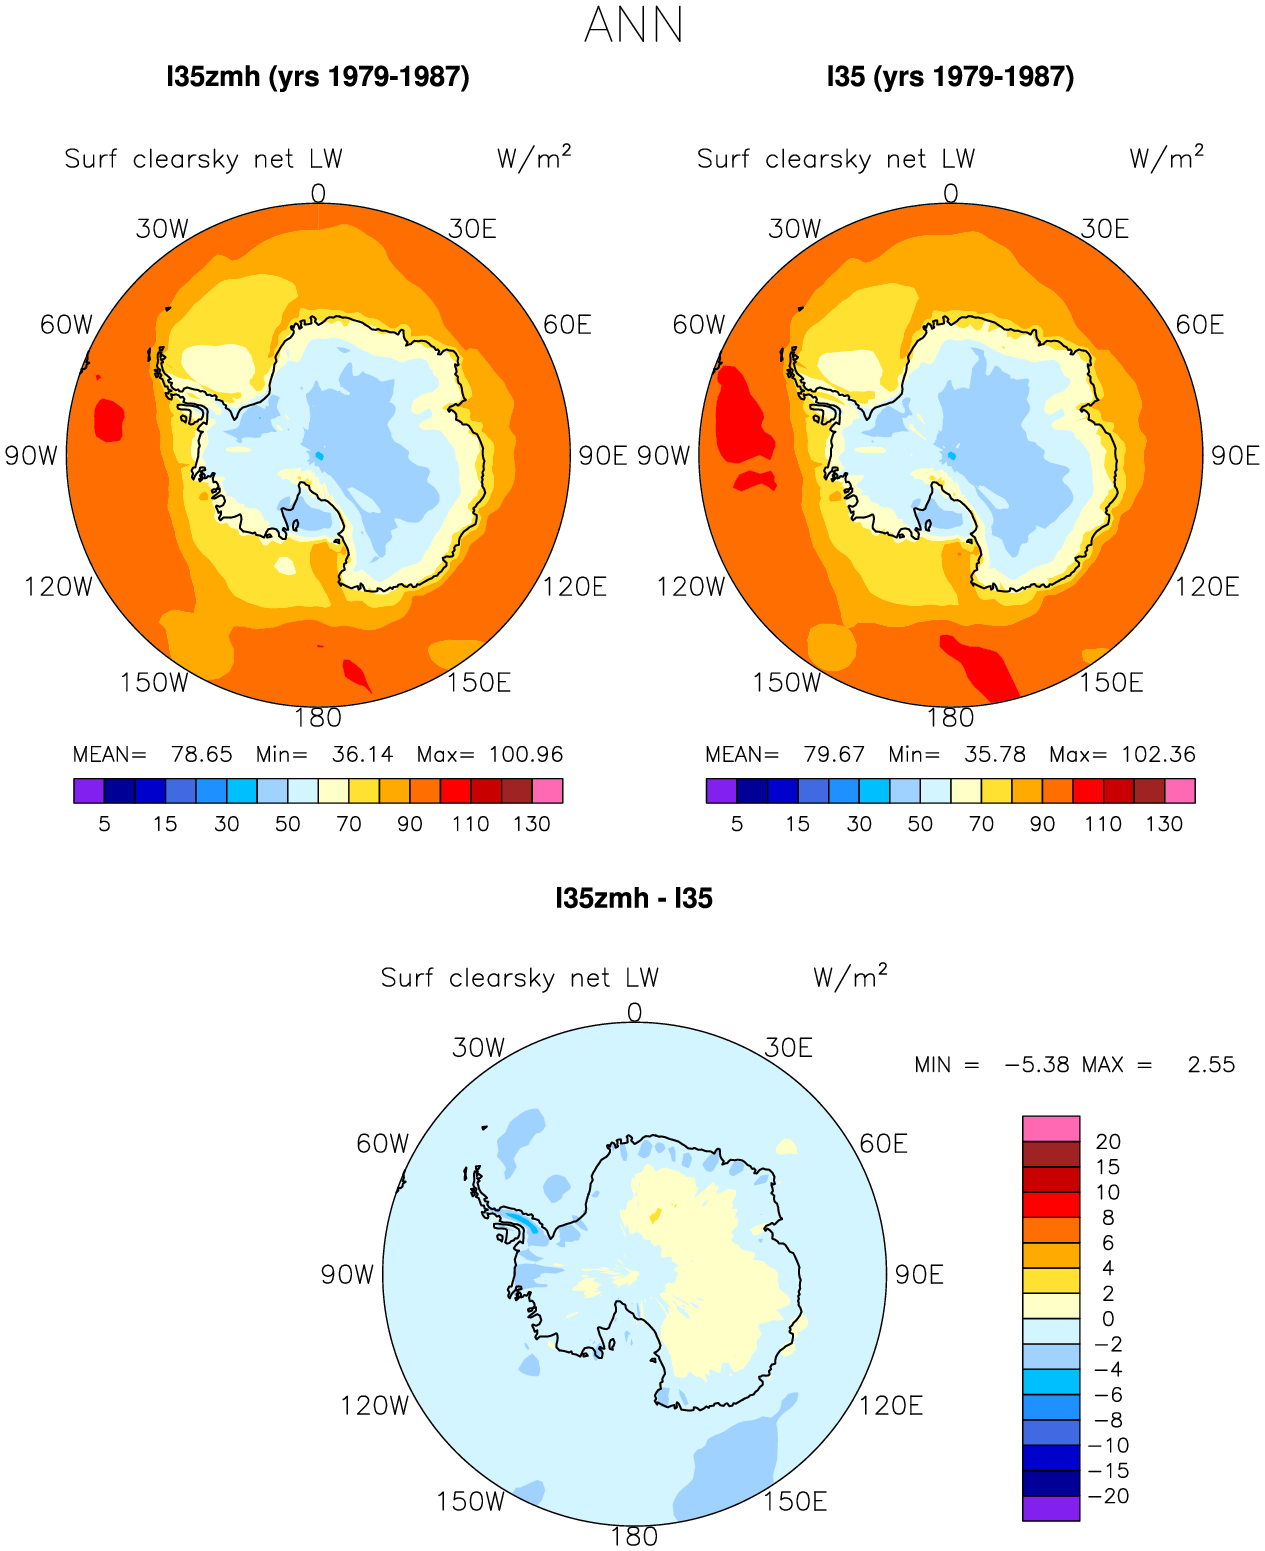 ANN
I35zmh (yrs 1979-1987)
I35 (yrs 1979-1987)
Surf clearsky net LW W/m²
Surf clearsky net LW W/m²
0
30W 30E
60W 60E
90W 90E
120W 120E
150W 150E
180
0
30W 30E
60W 60E
90W 90E
120W 120E
150W 150E
180
MEAN= 78.65 Min= 36.14 Max= 100.96
MEAN= 79.67 Min= 35.78 Max= 102.36
5 15 30 50 70 90 110 130
5 15 30 50 70 90 110 130
I35zmh - I35
Surf clearsky net LW W/m²
0
30W 30E
60W 60E
90W 90E
120W 120E
150W 150E
180
MIN = −5.38 MAX = 2.55
20
15
10
8
6
4
2
0
−2
−4
−6
−8
−10
−15
−20